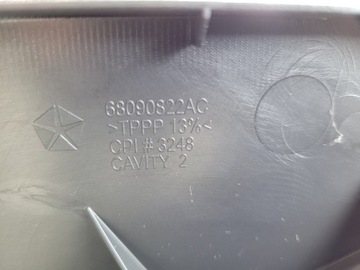 68090822AC
>TPPP 13%<
CPI # 3248
CAVITY 2